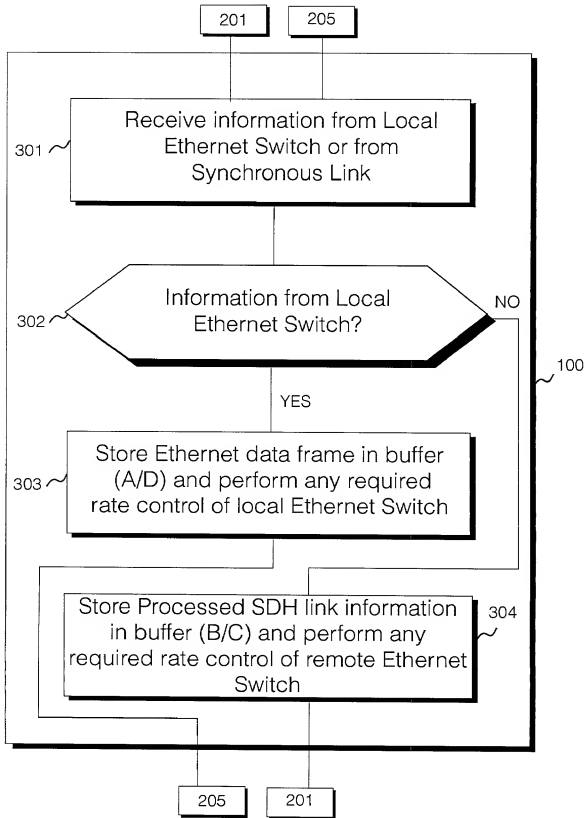 201 205
Receive information from Local
Ethernet Switch or from
Synchronous Link
301
Information from Local
Ethernet Switch?
302
NO
100
YES
Store Ethernet data frame in buffer
(A/D) and perform any required
rate control of local Ethernet Switch
303
Store Processed SDH link information
in buffer (B/C) and perform any
required rate control of remote Ethernet
Switch
304
205 201